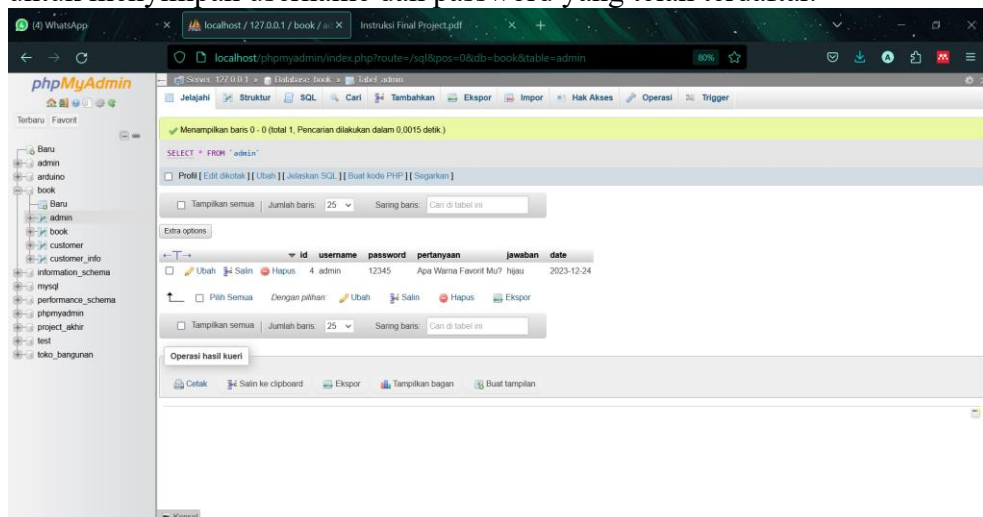 untuk menyimpan username dan password yang telah terdaftar.
(4) WhatsApp
localhost / 127.0.0.1 / book / ad
Instruksi Final Project.pdf
localhost/phpmyadmin/index.php?route=/sql&pos=0&db=book&table=admin
80%
phpMyAdmin
Terbaru Favorit
Baru
admin
arduino
book
Baru
admin
book
customer
customer_info
information_schema
mysql
performance_schema
phpmyadmin
project_akhir
test
toko_bangunan
Server: 127.0.0.1 » Database: book » Tabel: admin
Jelajahi Struktur SQL Cari Tambahkan Ekspor Impor Hak Akses Operasi Trigger
Menampilkan baris 0 - 0 (total 1, Pencarian dilakukan dalam 0,0015 detik.)
SELECT * FROM `admin`
Profil [ Edit dikotak ] [ Ubah ] [ Jelaskan SQL ] [ Buat kode PHP ] [ Segarkan ]
Tampilkan semua | Jumlah baris: 25 Saring baris: Cari di tabel ini
Extra options
id username password pertanyaan jawaban date
Ubah Salin Hapus 4 admin 12345 Apa Warna Favorit Mu? hijau 2023-12-24
Pilih Semua Dengan pilihan: Ubah Salin Hapus Ekspor
Tampilkan semua | Jumlah baris: 25 Saring baris: Cari di tabel ini
Operasi hasil kueri
Cetak Salin ke clipboard Ekspor Tampilkan bagan Buat tampilan
Konsol